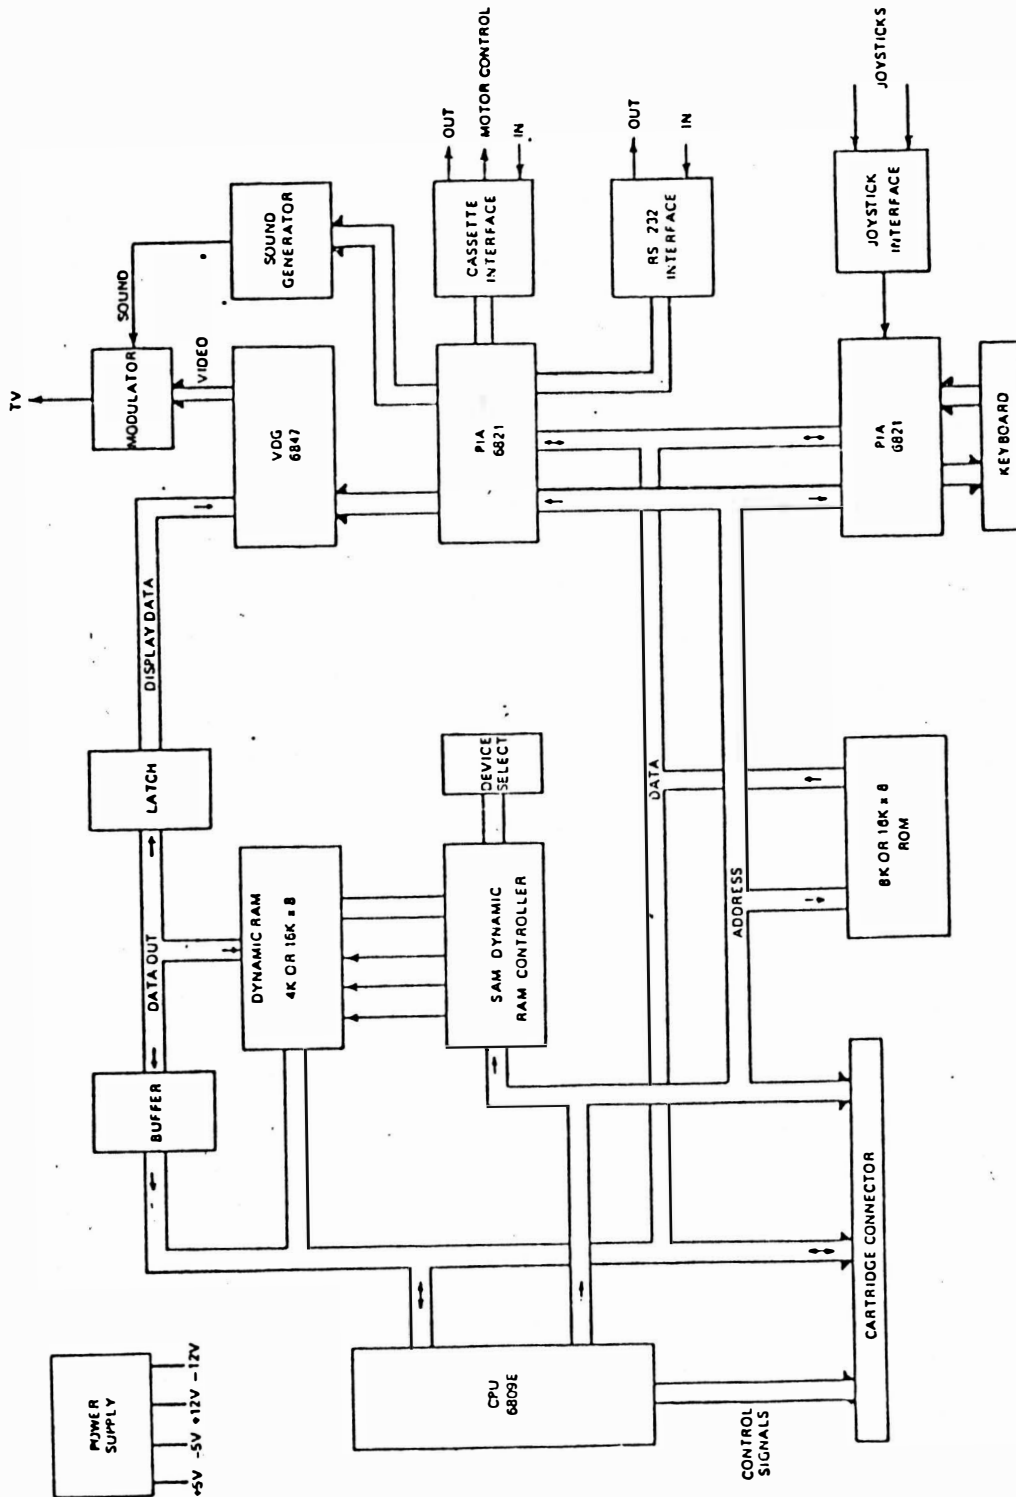 TV
SOUND
MODULATOR
VIDEO
SOUND
GENERATOR
VDG
6847
DISPLAY DATA
LATCH
DATA OUT
BUFFER
OUT
MOTOR CONTROL
IN
CASSETTE
INTERFACE
PIA
6821
OUT
IN
RS 232
INTERFACE
JOYSTICKS
JOYSTICK
INTERFACE
PIA
6821
KEYBOARD
DYNAMIC RAM
4K OR 16K x 8
DEVICE
SELECT
SAM DYNAMIC
RAM CONTROLLER
DATA
ADDRESS
8K OR 16K x 8
ROM
POWER
SUPPLY
+5V
-5V
+12V
-12V
CPU
6809E
CONTROL
SIGNALS
CARTRIDGE CONNECTOR